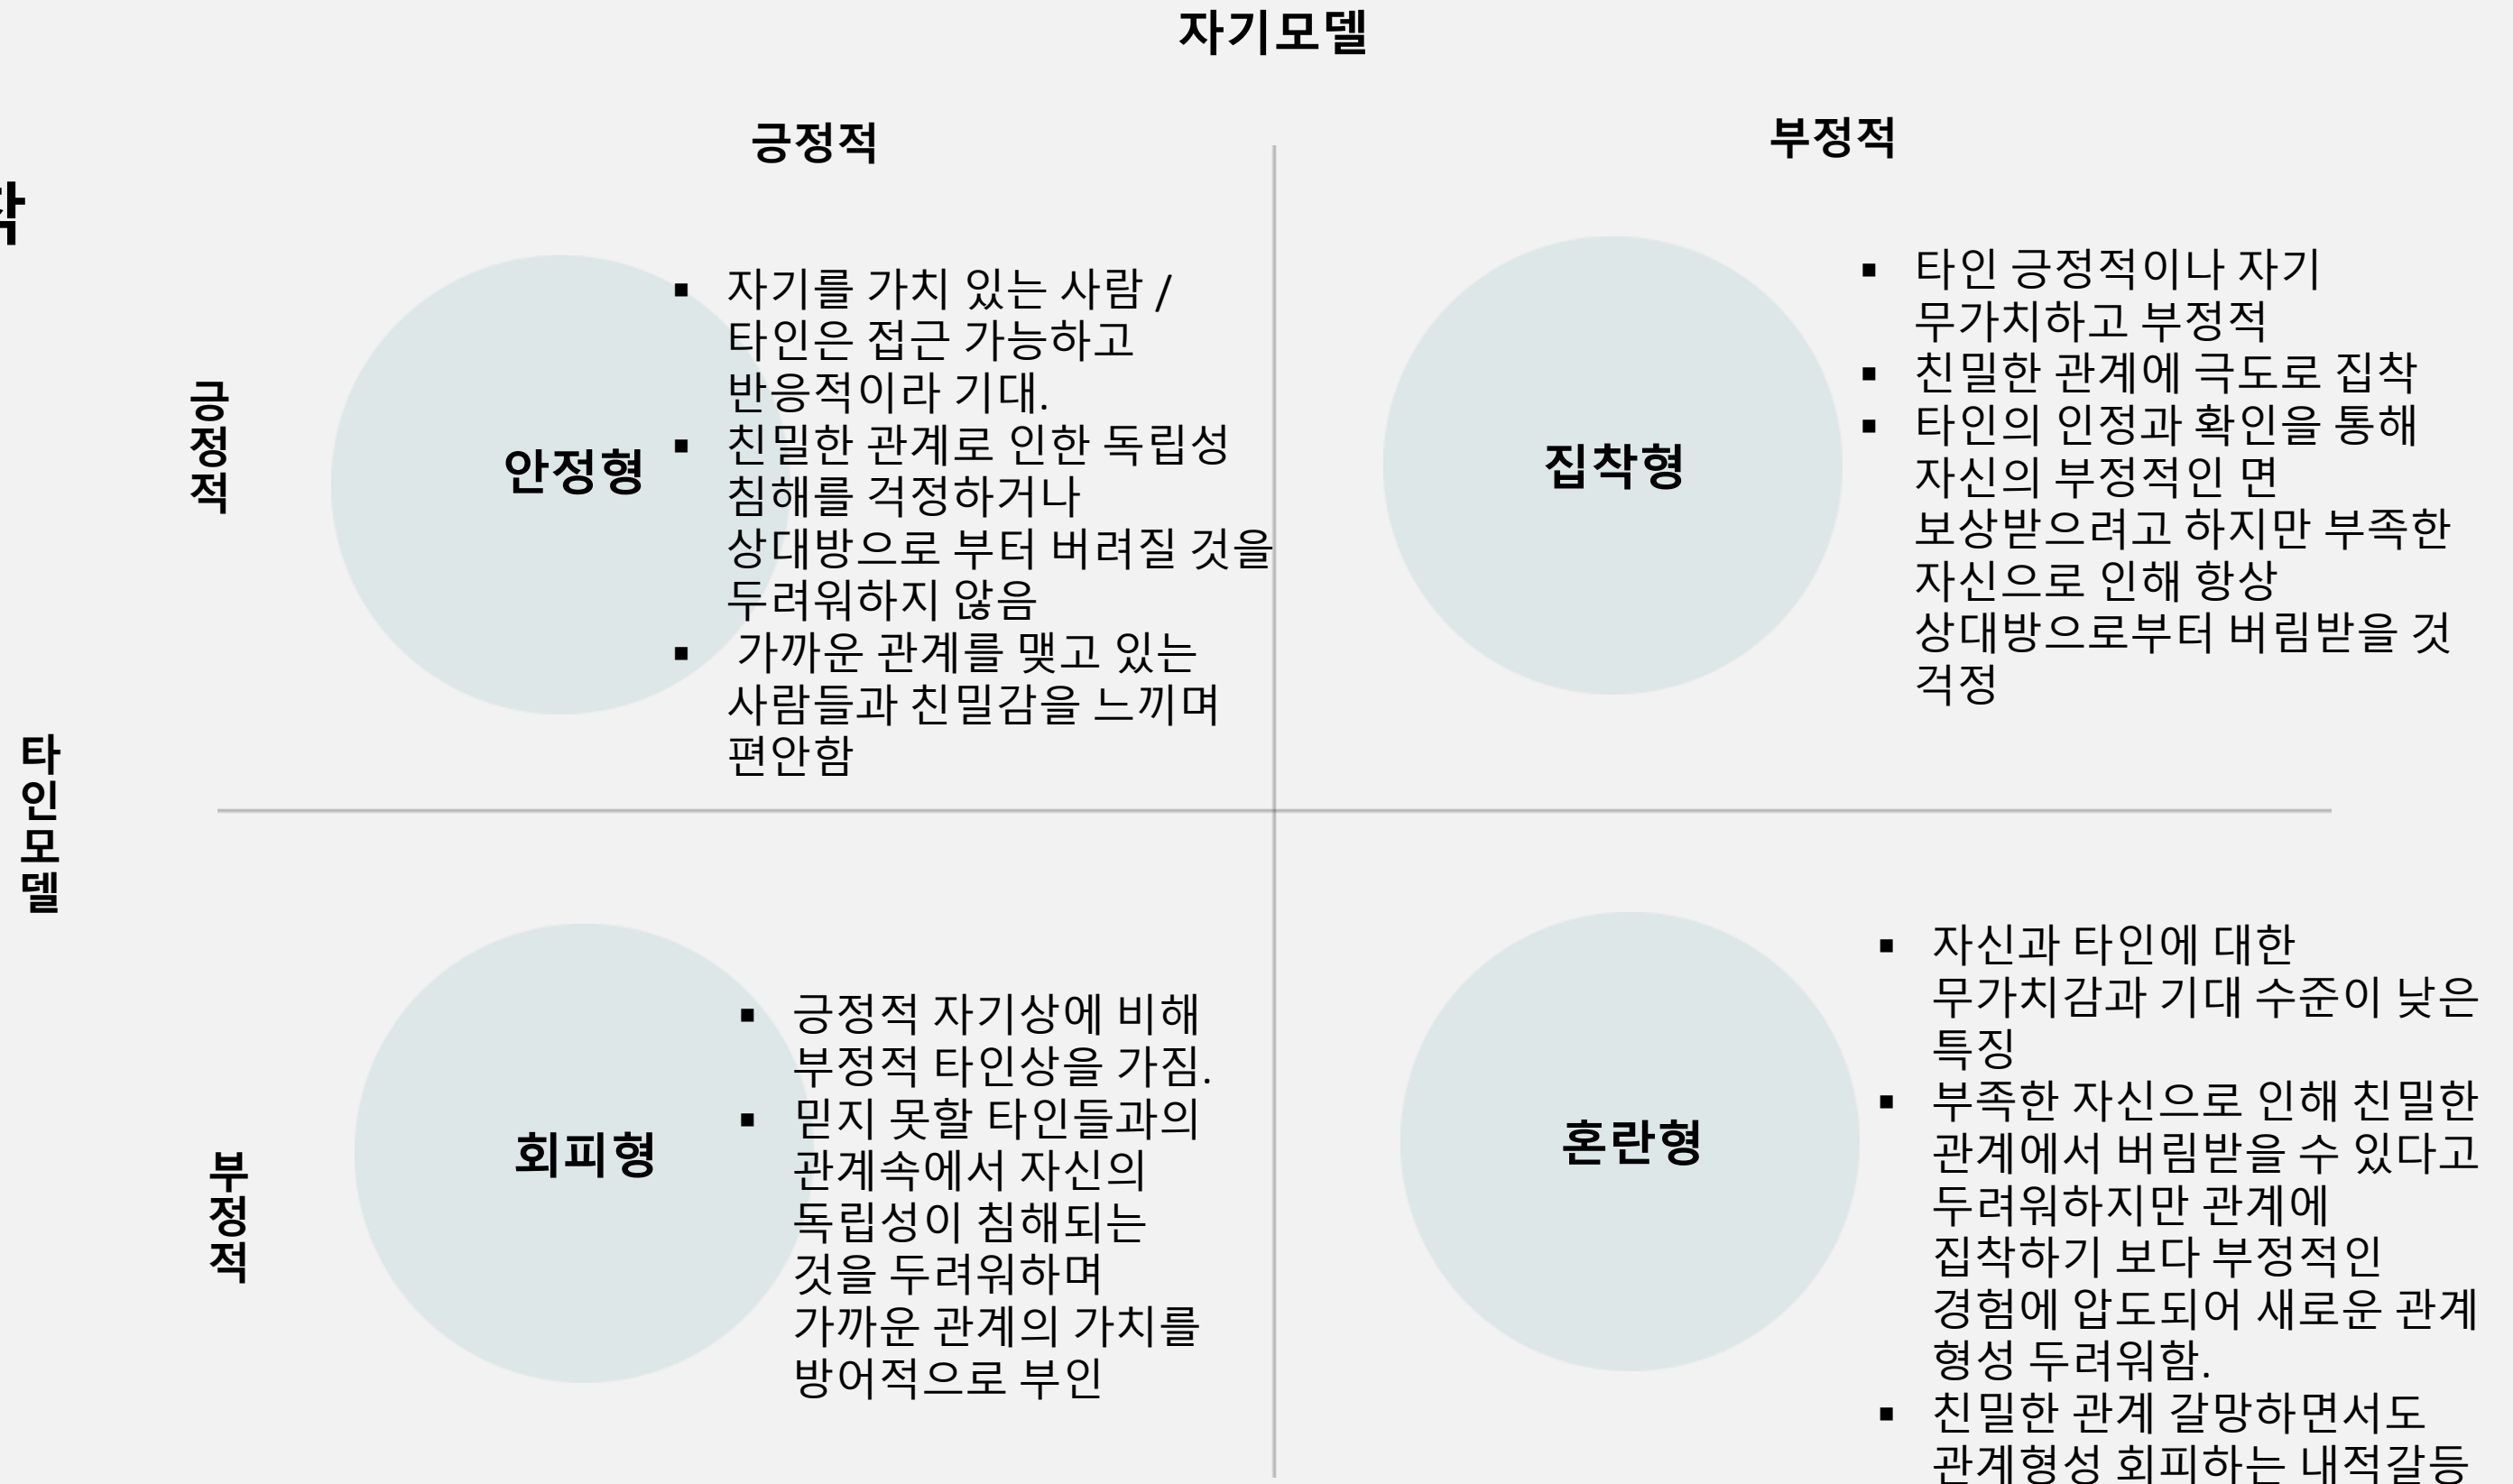 자기모델
긍정적
부정적
긍정적
안정형
▪ 자기를 가치 있는 사람 /
타인은 접근 가능하고
반응적이라 기대.
▪ 친밀한 관계로 인한 독립성
침해를 걱정하거나
상대방으로 부터 버려질 것을
두려워하지 않음
▪ 가까운 관계를 맺고 있는
사람들과 친밀감을 느끼며
편안함
집착형
▪ 타인 긍정적이나 자기
무가치하고 부정적
▪ 친밀한 관계에 극도로 집착
▪ 타인의 인정과 확인을 통해
자신의 부정적인 면
보상받으려고 하지만 부족한
자신으로 인해 항상
상대방으로부터 버림받을 것
걱정
타인모델
부정적
회피형
▪ 긍정적 자기상에 비해
부정적 타인상을 가짐.
▪ 믿지 못할 타인들과의
관계속에서 자신의
독립성이 침해되는
것을 두려워하며
가까운 관계의 가치를
방어적으로 부인
혼란형
▪ 자신과 타인에 대한
무가치감과 기대 수준이 낮은
특징
▪ 부족한 자신으로 인해 친밀한
관계에서 버림받을 수 있다고
두려워하지만 관계에
집착하기 보다 부정적인
경험에 압도되어 새로운 관계
형성 두려워함.
▪ 친밀한 관계 갈망하면서도
관계형성 회피하는 내적갈등